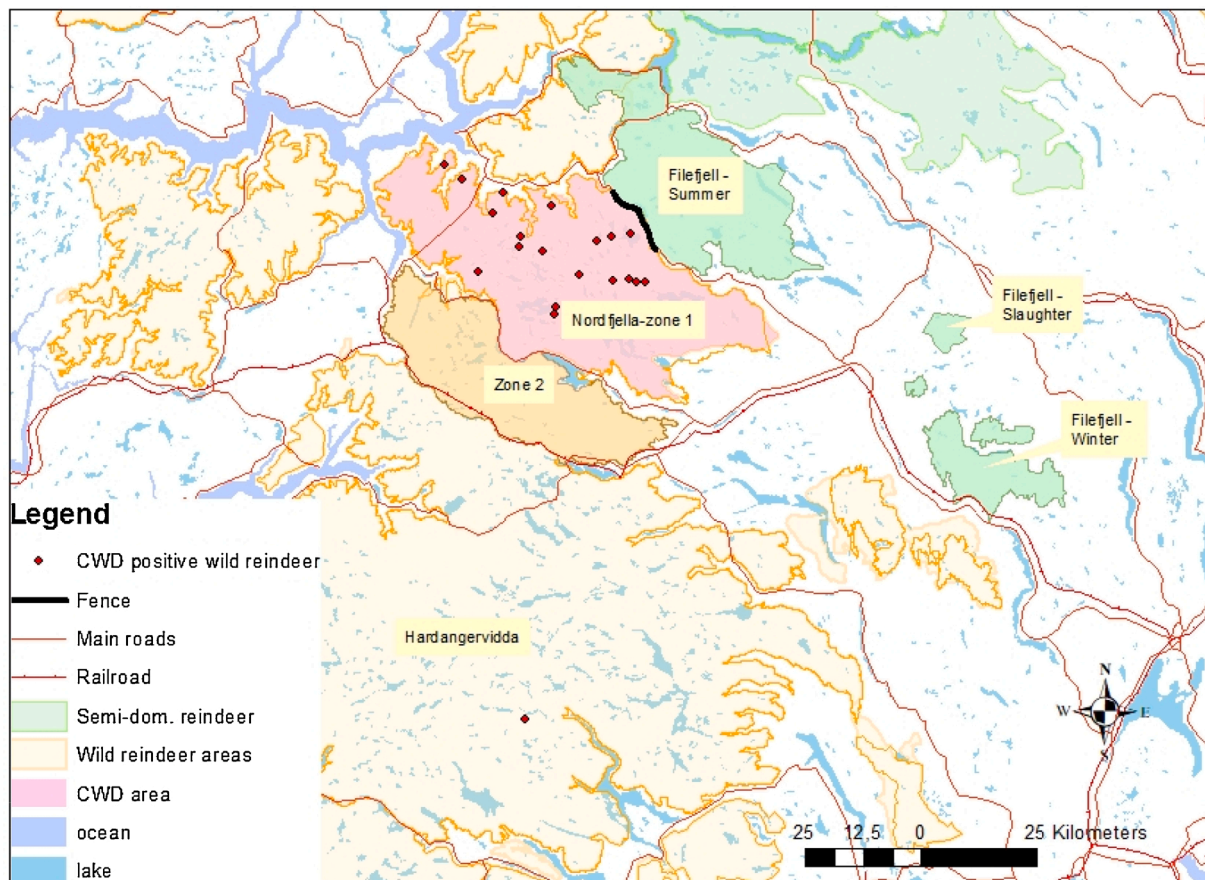 Filefjell -
Summer
Filefjell -
Slaughter
Nordfjella-zone 1
Zone 2
Filefjell -
Winter
Legend
CWD positive wild reindeer
Fence
Main roads
Railroad
Semi-dom. reindeer
Wild reindeer areas
CWD area
ocean
lake
Hardangervidda
N
W
E
S
25 12,5 0 25 Kilometers